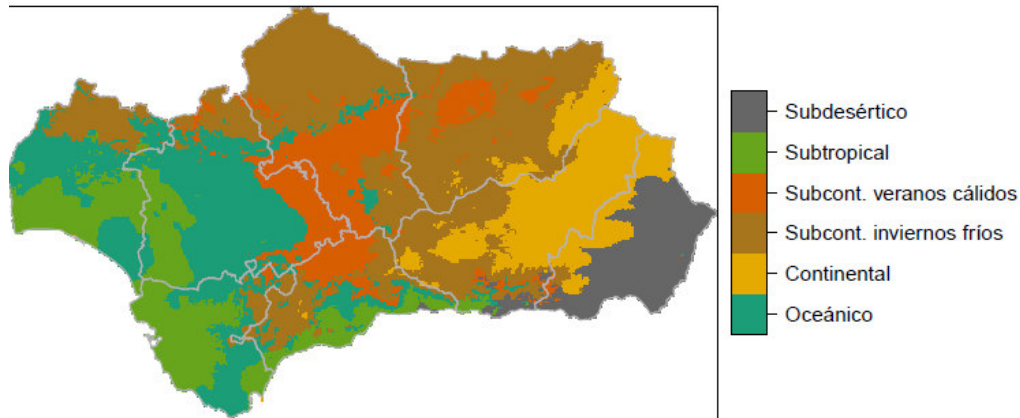 Subdesértico
Subtropical
Subcont. veranos cálidos
Subcont. inviernos fríos
Continental
Oceánico